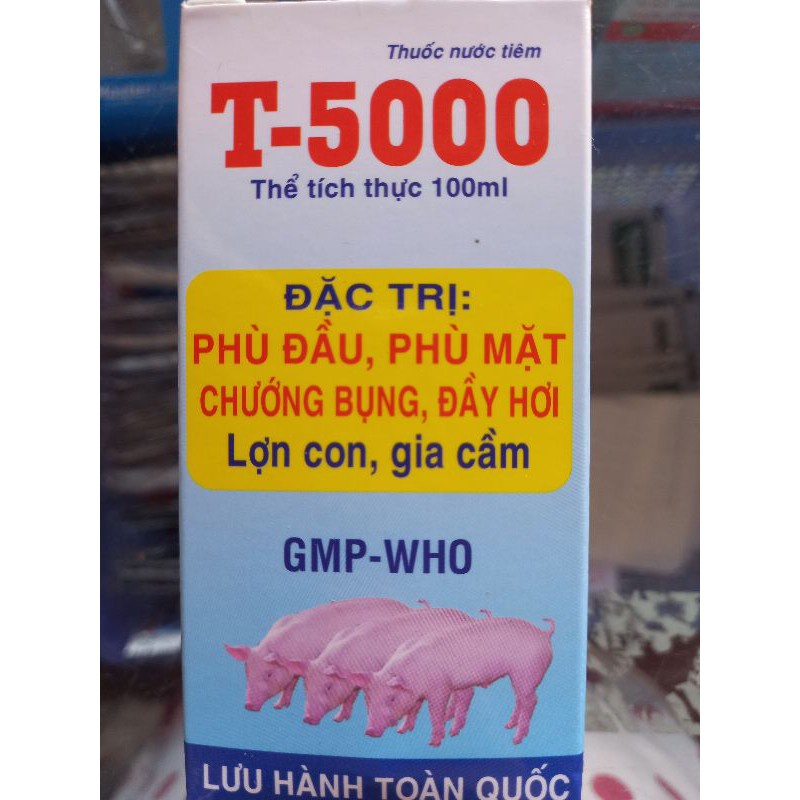 Thuốc nước tiêm
T-5000
Thể tích thực 100ml
ĐẶC TRỊ:
PHÙ ĐẦU, PHÙ MẶT
CHƯỚNG BỤNG, ĐẦY HƠI
Lợn con, gia cầm
GMP-WHO
LƯU HÀNH TOÀN QUỐC